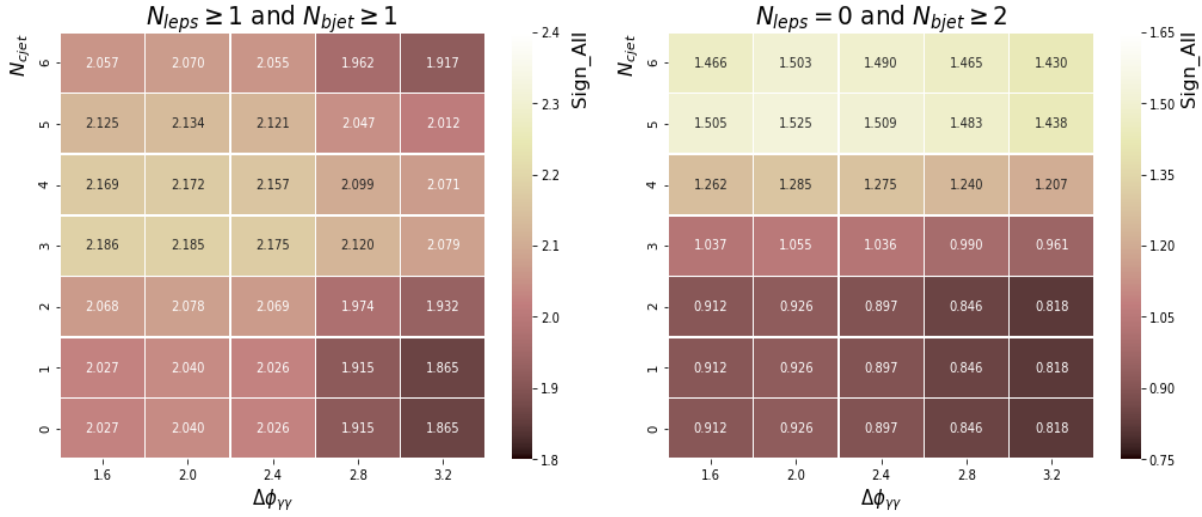 N_leps ≥ 1 and N_bjet ≥ 1
N_cjet
6 2.057 2.070 2.055 1.962 1.917
5 2.125 2.134 2.121 2.047 2.012
4 2.169 2.172 2.157 2.099 2.071
3 2.186 2.185 2.175 2.120 2.079
2 2.068 2.078 2.069 1.974 1.932
1 2.027 2.040 2.026 1.915 1.865
0 2.027 2.040 2.026 1.915 1.865
1.6 2.0 2.4 2.8 3.2
Δϕ_γγ
2.4
2.3
2.2
2.1
2.0
1.9
1.8
Sign_All
N_leps = 0 and N_bjet ≥ 2
N_cjet
6 1.466 1.503 1.490 1.465 1.430
5 1.505 1.525 1.509 1.483 1.438
4 1.262 1.285 1.275 1.240 1.207
3 1.037 1.055 1.036 0.990 0.961
2 0.912 0.926 0.897 0.846 0.818
1 0.912 0.926 0.897 0.846 0.818
0 0.912 0.926 0.897 0.846 0.818
1.6 2.0 2.4 2.8 3.2
Δϕ_γγ
1.65
1.50
1.35
1.20
1.05
0.90
0.75
Sign_All